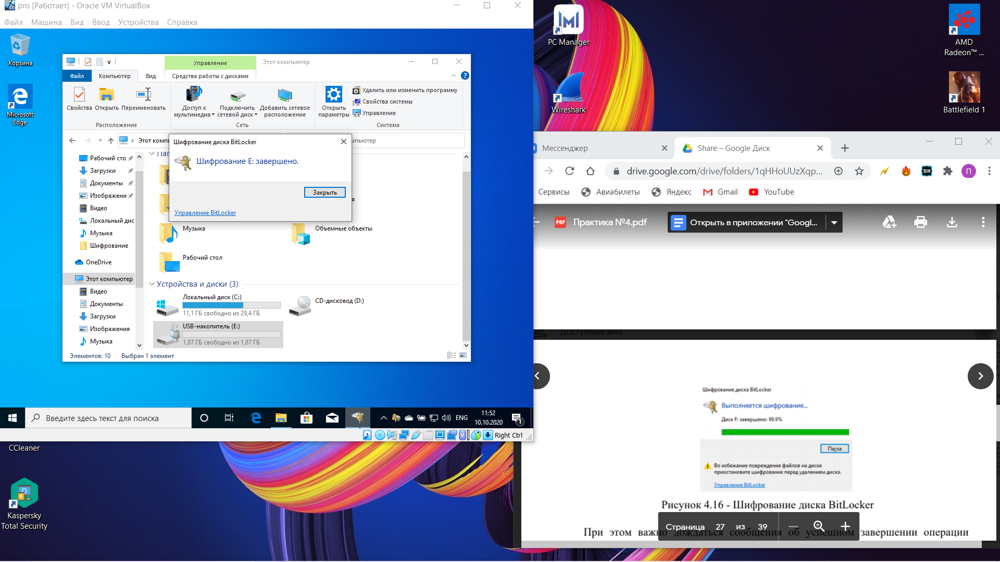 pro [Работает] - Oracle VM VirtualBox
Файл Машина Вид Ввод Устройства Справка
Корзина
Microsoft Edge
Управление
Этот компьютер
Файл Компьютер Вид Средства работы с дисками
Свойства Открыть Переименовать
Расположение
Доступ к мультимедиа
Подключить сетевой диск
Добавить сетевое расположение
Сеть
Открыть параметры
Удалить или изменить программу
Свойства системы
Управление
Система
Рабочий сто.
Загрузки
Документы
Изображени
Видео
Локальный дис
Музыка
Шифрование
OneDrive
Этот компьютер
Видео
Документы
Загрузки
Изображения
Музыка
Шифрование диска BitLocker
Шифрование E: завершено.
Закрыть
Управление BitLocker
Музыка
Объемные объекты
Рабочий стол
Устройства и диски (3)
Локальный диск (C:)
11,1 ГБ свободно из 29,4 ГБ
CD-дисковод (D:)
USB-накопитель (E:)
1,87 ГБ свободно из 1,87 ГБ
Элементов: 10 Выбран 1 элемент
Введите здесь текст для поиска
ENG
11:52
10.10.2020
1
Right Ctrl
CCleaner
Kaspersky Total Security
PC Manager
Wireshark
AMD Radeon™ ...
Battlefield 1
Мессенджер
Share – Google Диск
drive.google.com/drive/folders/1qHHoUUzXqp...
SIH
П
Сервисы Авиабилеты Яндекс Gmail YouTube
PDF
Практика №4.pdf
Открыть в приложении "Googl...
Доступные мне
Шифрование диска BitLocker
Выполняется шифрование...
Диск F: завершено: 99.9%
Пауза
Во избежание повреждения файлов на диске
приостановите шифрование перед удалением диска.
Управление BitLocker
Рисунок 4.16 - Шифрование диска BitLocker
Страница 27 из 39
При этом важно дождаться сообщения об успешном завершении операции